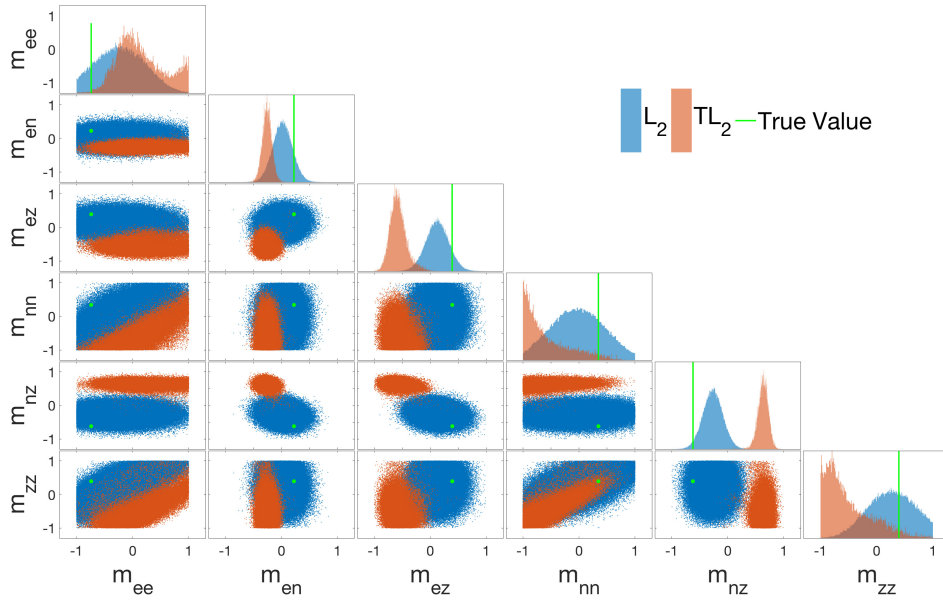 1
m_ee 0
-1
1
m_en 0
-1
L_2 TL_2 True Value
1
m_ez 0
-1
1
m_nn 0
-1
1
m_nz 0
-1
1
m_zz 0
-1
-1 0 1 -1 0 1 -1 0 1 -1 0 1 -1 0 1 -1 0 1
m_ee m_en m_ez m_nn m_nz m_zz